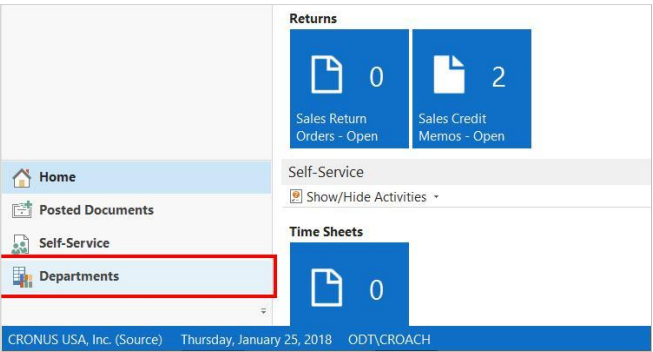 Returns
0
2
Sales Return
Orders - Open
Sales Credit
Memos - Open
Home
Posted Documents
Self-Service
Departments
Self-Service
Show/Hide Activities
Time Sheets
0
CRONUS USA, Inc. (Source) Thursday, January 25, 2018 ODT\CROACH